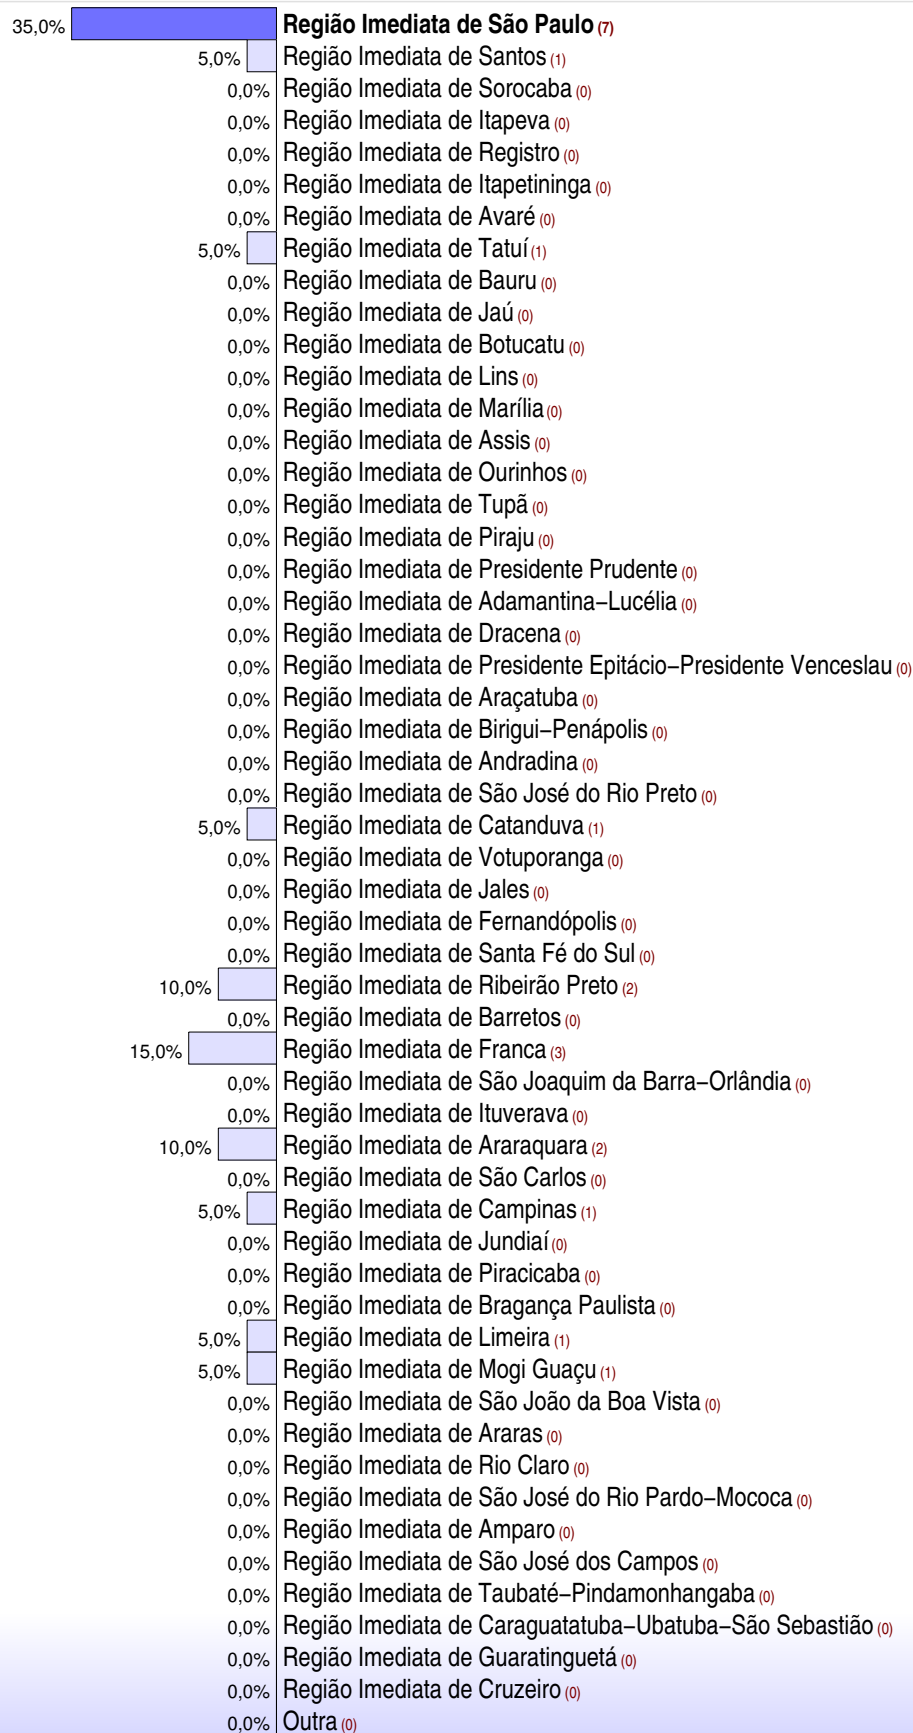 35,0% Região Imediata de São Paulo (7)
5,0% Região Imediata de Santos (1)
0,0% Região Imediata de Sorocaba (0)
0,0% Região Imediata de Itapeva (0)
0,0% Região Imediata de Registro (0)
0,0% Região Imediata de Itapetininga (0)
0,0% Região Imediata de Avaré (0)
5,0% Região Imediata de Tatuí (1)
0,0% Região Imediata de Bauru (0)
0,0% Região Imediata de Jaú (0)
0,0% Região Imediata de Botucatu (0)
0,0% Região Imediata de Lins (0)
0,0% Região Imediata de Marília (0)
0,0% Região Imediata de Assis (0)
0,0% Região Imediata de Ourinhos (0)
0,0% Região Imediata de Tupã (0)
0,0% Região Imediata de Piraju (0)
0,0% Região Imediata de Presidente Prudente (0)
0,0% Região Imediata de Adamantina–Lucélia (0)
0,0% Região Imediata de Dracena (0)
0,0% Região Imediata de Presidente Epitácio–Presidente Venceslau (0)
0,0% Região Imediata de Araçatuba (0)
0,0% Região Imediata de Birigui–Penápolis (0)
0,0% Região Imediata de Andradina (0)
0,0% Região Imediata de São José do Rio Preto (0)
5,0% Região Imediata de Catanduva (1)
0,0% Região Imediata de Votuporanga (0)
0,0% Região Imediata de Jales (0)
0,0% Região Imediata de Fernandópolis (0)
0,0% Região Imediata de Santa Fé do Sul (0)
10,0% Região Imediata de Ribeirão Preto (2)
0,0% Região Imediata de Barretos (0)
15,0% Região Imediata de Franca (3)
0,0% Região Imediata de São Joaquim da Barra–Orlândia (0)
0,0% Região Imediata de Ituverava (0)
10,0% Região Imediata de Araraquara (2)
0,0% Região Imediata de São Carlos (0)
5,0% Região Imediata de Campinas (1)
0,0% Região Imediata de Jundiaí (0)
0,0% Região Imediata de Piracicaba (0)
0,0% Região Imediata de Bragança Paulista (0)
5,0% Região Imediata de Limeira (1)
5,0% Região Imediata de Mogi Guaçu (1)
0,0% Região Imediata de São João da Boa Vista (0)
0,0% Região Imediata de Araras (0)
0,0% Região Imediata de Rio Claro (0)
0,0% Região Imediata de São José do Rio Pardo–Mococa (0)
0,0% Região Imediata de Amparo (0)
0,0% Região Imediata de São José dos Campos (0)
0,0% Região Imediata de Taubaté–Pindamonhangaba (0)
0,0% Região Imediata de Caraguatatuba–Ubatuba–São Sebastião (0)
0,0% Região Imediata de Guaratinguetá (0)
0,0% Região Imediata de Cruzeiro (0)
0,0% Outra (0)